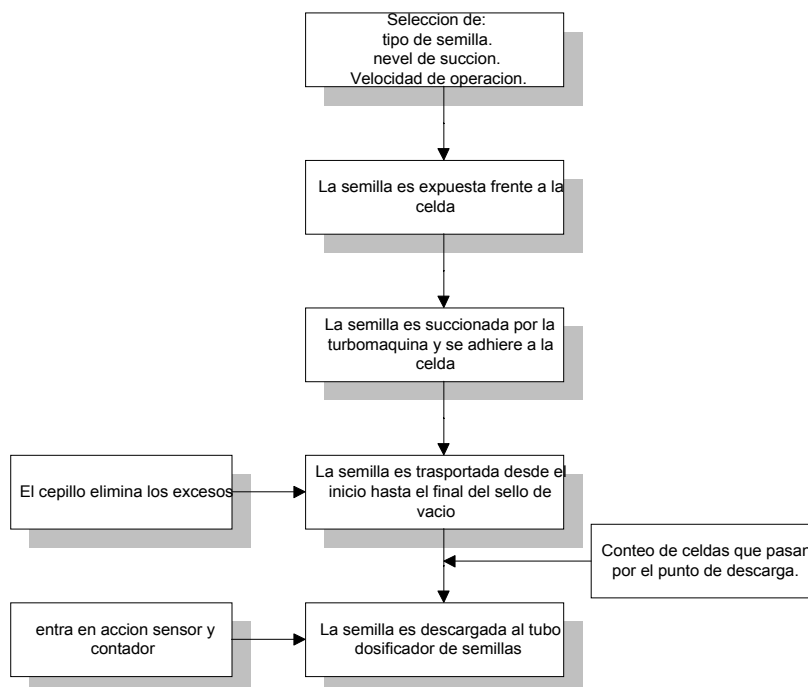 Seleccion de:
tipo de semilla.
nevel de succion.
Velocidad de operacion.
La semilla es expuesta frente a la
celda
La semilla es succionada por la
turbomaquina y se adhiere a la
celda
El cepillo elimina los excesos
La semilla es trasportada desde el
inicio hasta el final del sello de
vacio
Conteo de celdas que pasan
por el punto de descarga.
entra en accion sensor y
contador
La semilla es descargada al tubo
dosificador de semillas